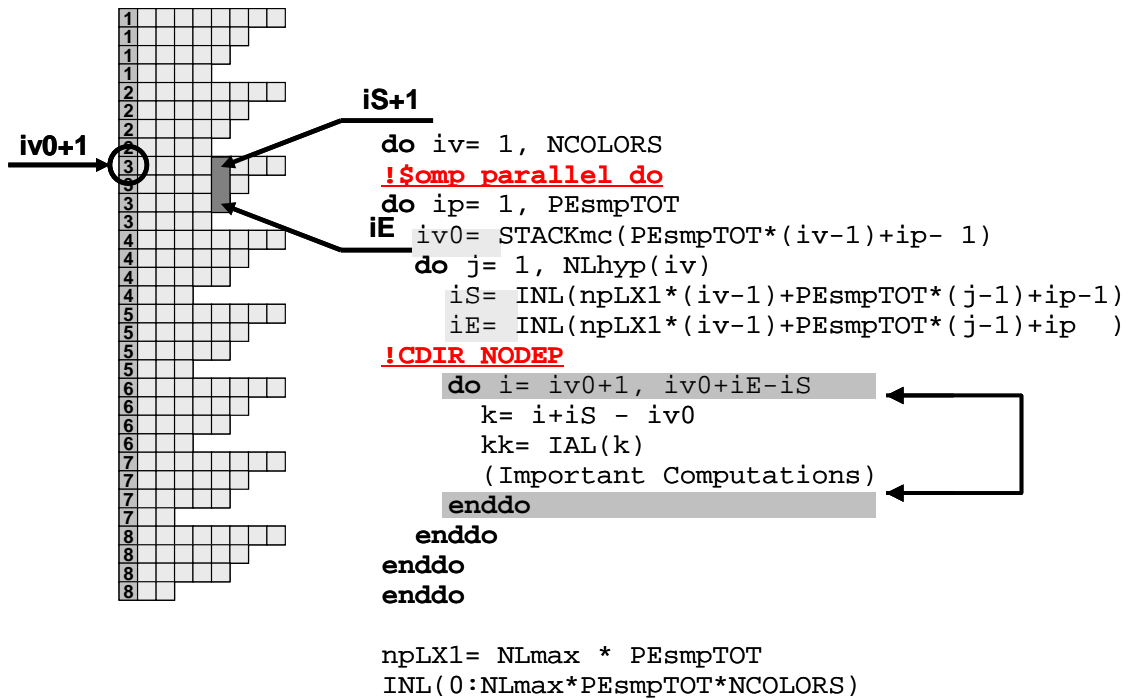 1
1
1
1
2
2
2
2
3
3
3
3
4
4
4
4
5
5
5
5
6
6
6
6
7
7
7
7
8
8
8
8
iv0+1
iS+1
iE
do iv= 1, NCOLORS
!$omp parallel do
do ip= 1, PEsmpTOT
iv0= STACKmc(PEsmpTOT*(iv-1)+ip- 1)
do j= 1, NLhyp(iv)
iS= INL(npLX1*(iv-1)+PEsmpTOT*(j-1)+ip-1)
iE= INL(npLX1*(iv-1)+PEsmpTOT*(j-1)+ip  )
!CDIR NODEP
do i= iv0+1, iv0+iE-iS
k= i+iS - iv0
kk= IAL(k)
(Important Computations)
enddo
enddo
enddo
enddo
npLX1= NLmax * PEsmpTOT
INL(0:NLmax*PEsmpTOT*NCOLORS)